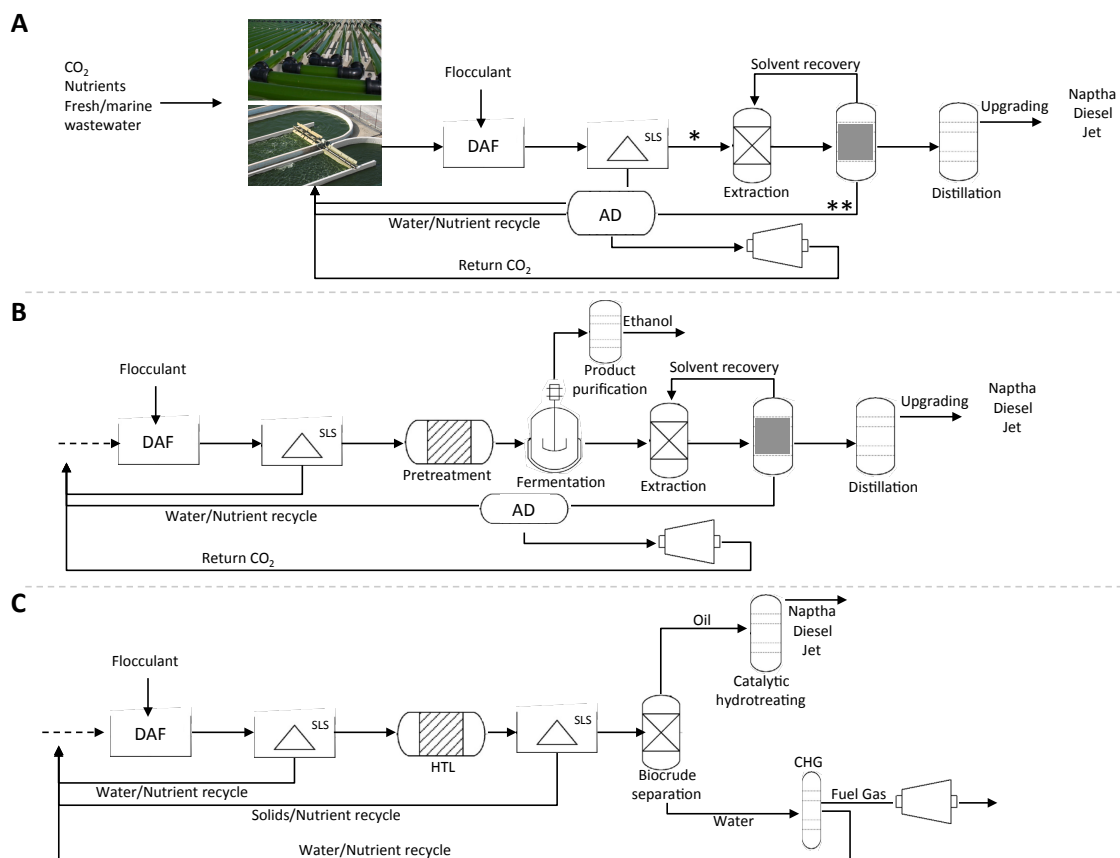 A
CO2
Nutrients
Fresh/marine
wastewater
Flocculant
DAF
SLS
*
Solvent recovery
Extraction
Upgrading
Naptha
Diesel
Jet
Distillation
**
AD
Water/Nutrient recycle
Return CO2
B
Ethanol
Product
purification
Flocculant
DAF
SLS
Pretreatment
Fermentation
Solvent recovery
Extraction
Upgrading
Naptha
Diesel
Jet
Distillation
Water/Nutrient recycle
AD
Return CO2
C
Oil
Naptha
Diesel
Jet
Catalytic
hydrotreating
Flocculant
DAF
SLS
HTL
SLS
Biocrude
separation
CHG
Fuel Gas
Water
Water/Nutrient recycle
Solids/Nutrient recycle
Water/Nutrient recycle